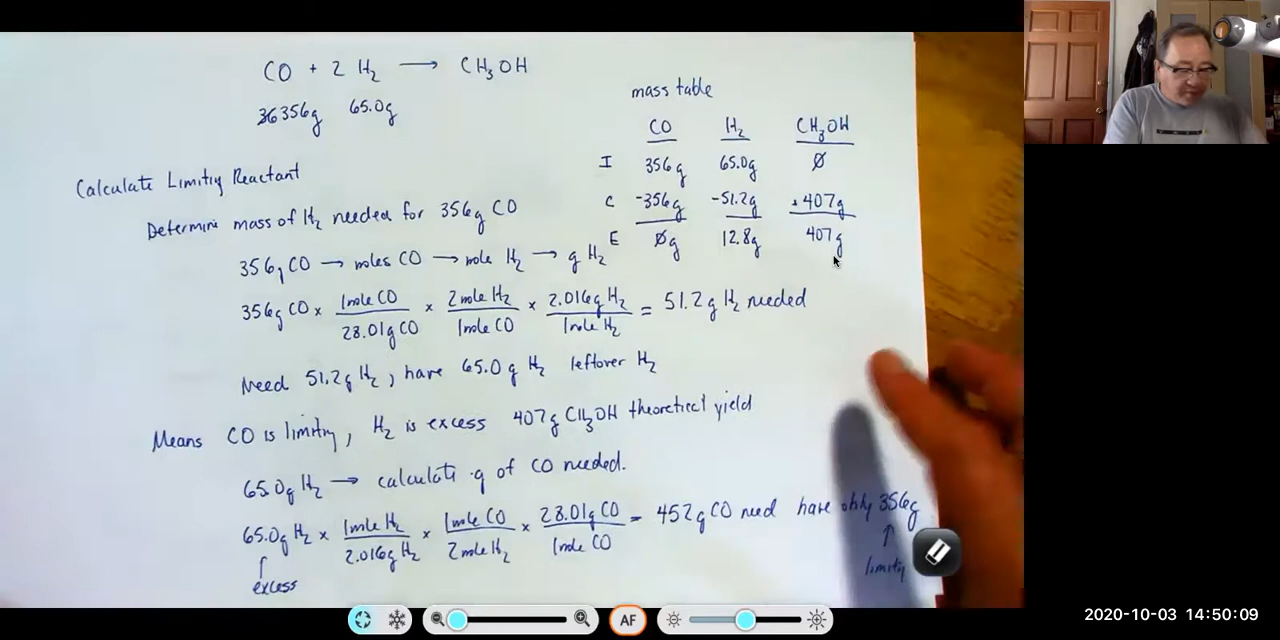 CO + 2 H₂ → CH₃OH
356g 65.0g
mass table
CO H₂ CH₃OH
I 356g 65.0g Ø
C -356g -51.2g +407g
E Øg 12.8g 407g
Calculate Limitiy Reactant
Determine mass of H₂ needed for 356g CO
356g CO → moles CO → mole H₂ → g H₂
356g CO × 1mole CO / 28.01g CO × 2mole H₂ / 1mole CO × 2.016g H₂ / 1mole H₂ = 51.2g H₂ needed
Need 51.2g H₂, have 65.0g H₂ leftover H₂
Means CO is limitiy, H₂ is excess 407g CH₃OH theoretical yield
65.0g H₂ → calculate g of CO needed.
65.0g H₂ × 1mole H₂ / 2.016g H₂ × 1mole CO / 2mole H₂ × 28.01g CO / 1mole CO = 452g CO need have only 356g
excess
limitiy
AF
2020-10-03 14:50:09